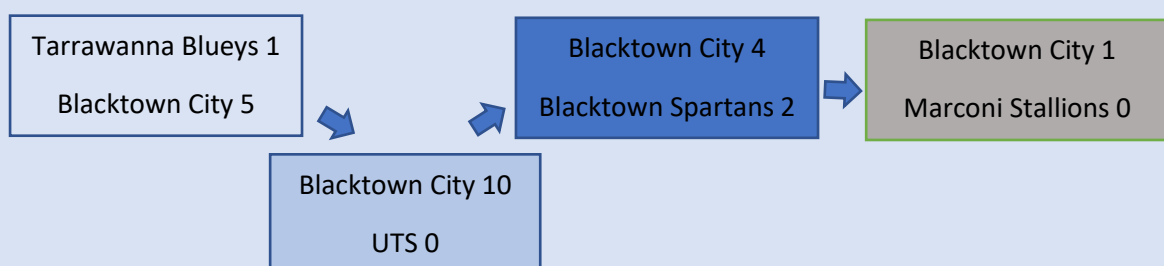 Tarrawanna Blueys 1
Blacktown City 5
Blacktown City 10
UTS 0
Blacktown City 4
Blacktown Spartans 2
Blacktown City 1
Marconi Stallions 0